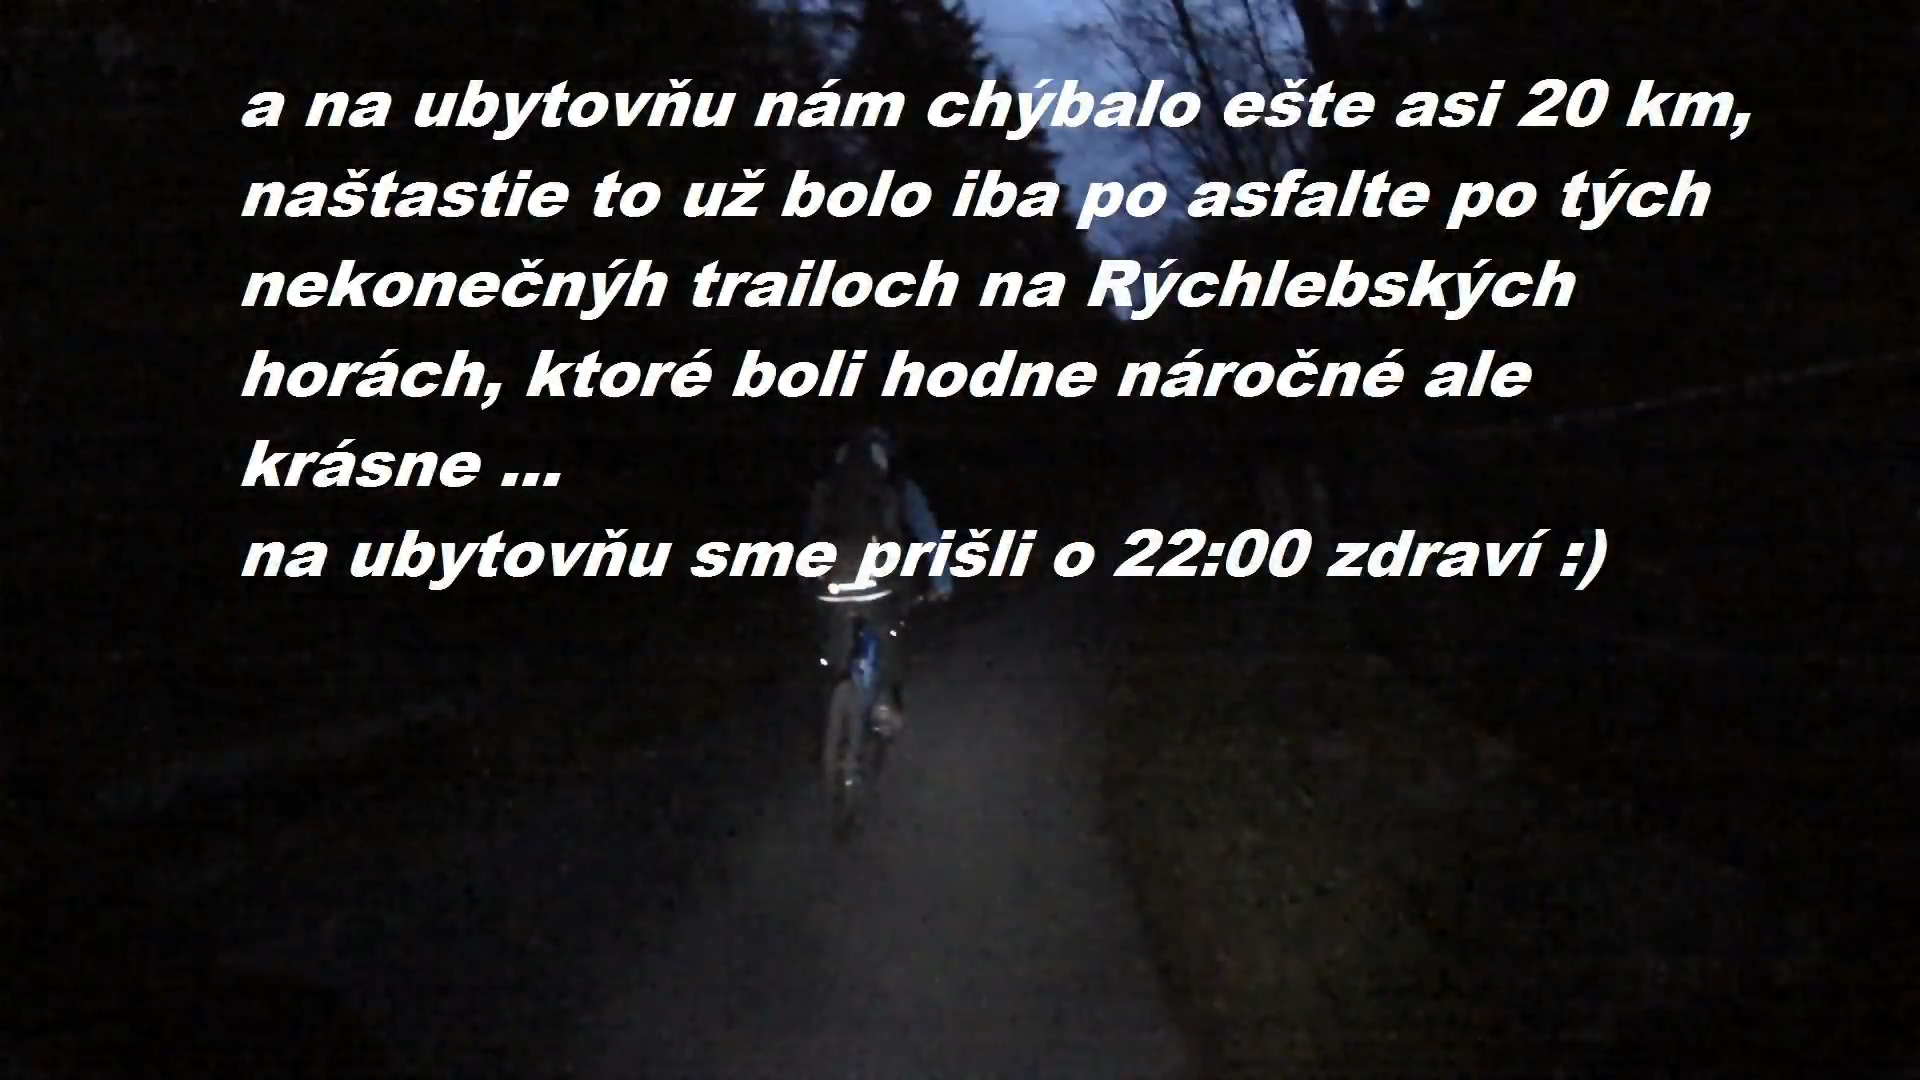 a na ubytovňu nám chýbalo ešte asi 20 km,
naštastie to už bolo iba po asfalte po tých
nekonečnýh trailoch na Rýchlebských
horách, ktoré boli hodne náročné ale
krásne ...
na ubytovňu sme prišli o 22:00 zdraví :)